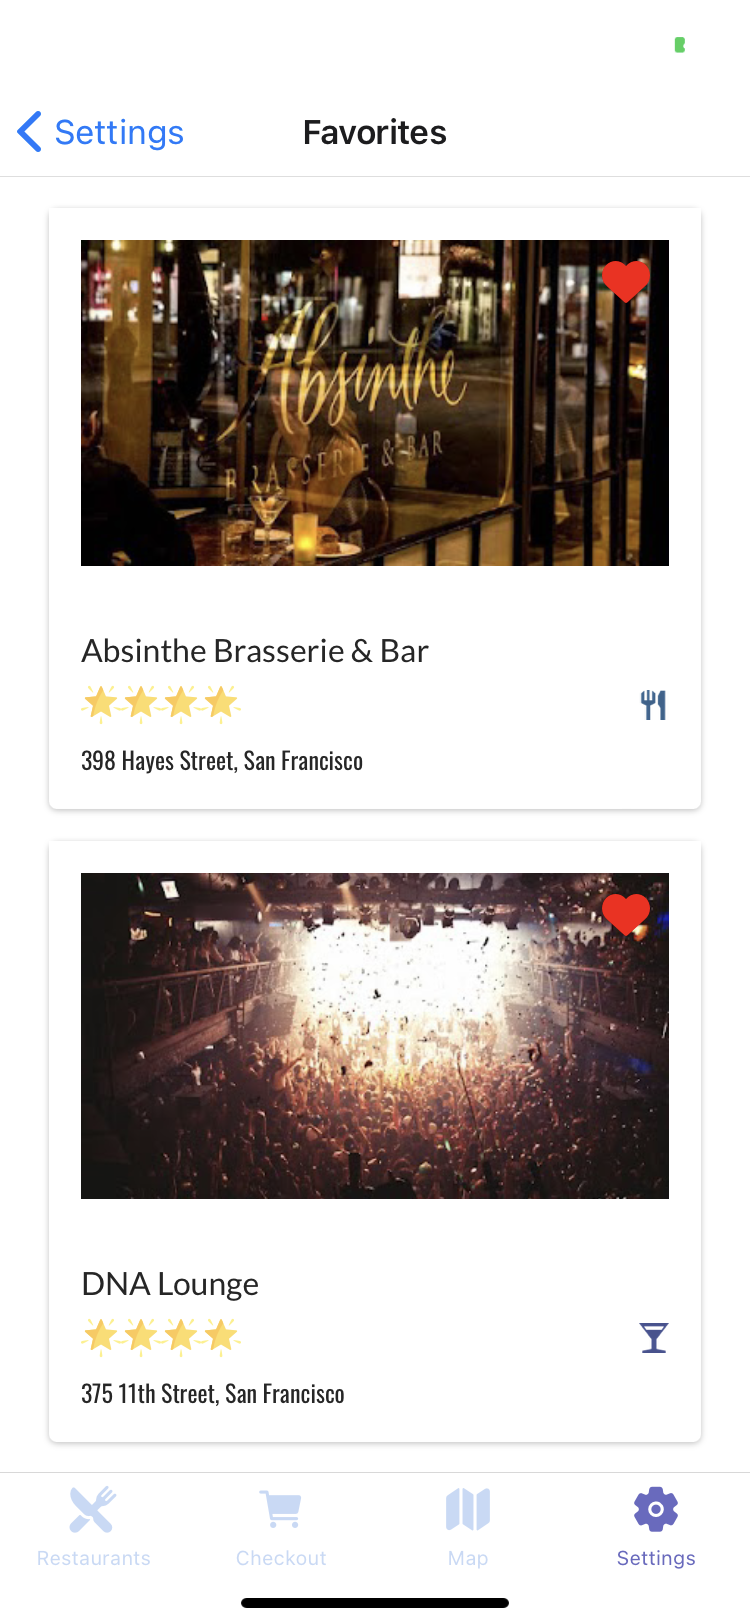 Settings
Favorites
Absinthe
BRASSERIE & BAR
Absinthe Brasserie & Bar
398 Hayes Street, San Francisco
DNA Lounge
375 11th Street, San Francisco
Restaurants
Checkout
Map
Settings